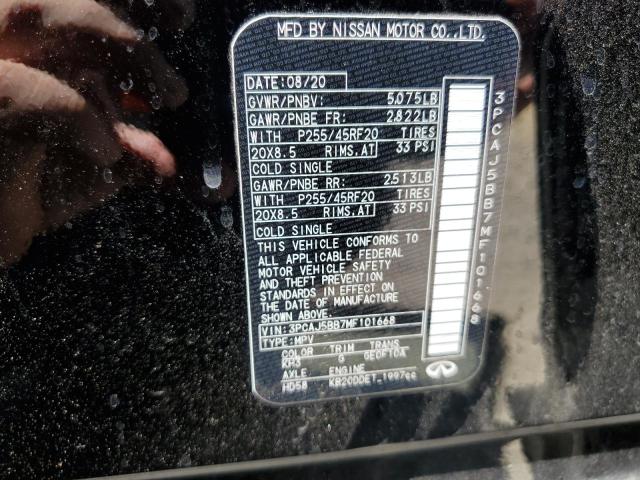 MFD BY NISSAN MOTOR CO.,LTD.
DATE:08/20
GVWR/PNBV: 5,075LB
GAWR/PNBE FR: 2,822LB
WITH P255/45RF20 TIRES
20X8.5 RIMS,AT 33 PSI
COLD SINGLE
GAWR/PNBE RR: 2,513LB
WITH P255/45RF20 TIRES
20X8.5 RIMS,AT 33 PSI
COLD SINGLE
THIS VEHICLE CONFORMS TO
ALL APPLICABLE FEDERAL
MOTOR VEHICLE SAFETY
AND THEFT PREVENTION
STANDARDS IN EFFECT ON
THE DATE OF MANUFACTURE
SHOWN ABOVE.
VIN:3PCAJ5BB7MF101668
TYPE:MPV
COLOR TRIM TRANS
KH3 G GE0F10A
AXLE ENGINE
HD58 KR20DDET 1997cc
3PCAJ5BB7MF101668